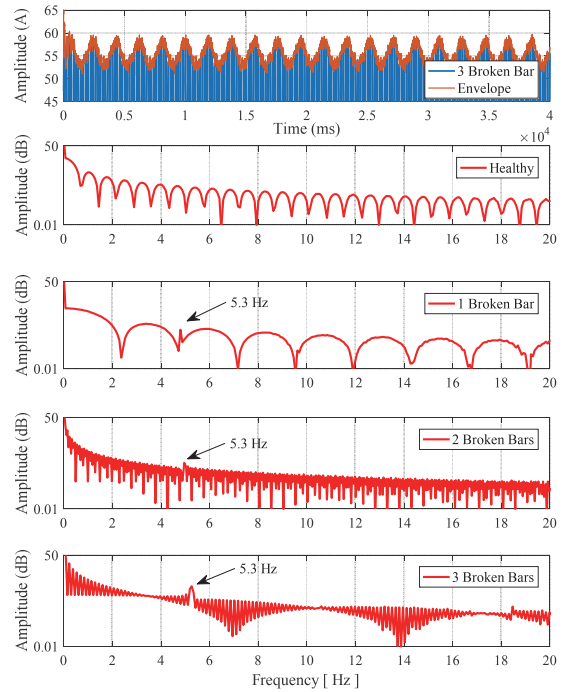 Amplitude (A)
65
60
55
50
45
3 Broken Bar
Envelope
0 0.5 1 1.5 2 2.5 3 3.5 4
Time (ms)
×10⁴
Amplitude (dB)
50
0.01
Healthy
0 2 4 6 8 10 12 14 16 18 20
Amplitude (dB)
50
0.01
5.3 Hz
1 Broken Bar
0 2 4 6 8 10 12 14 16 18 20
Amplitude (dB)
50
0.01
5.3 Hz
2 Broken Bars
0 2 4 6 8 10 12 14 16 18 20
Amplitude (dB)
50
0.01
5.3 Hz
3 Broken Bars
0 2 4 6 8 10 12 14 16 18 20
Frequency [ Hz ]